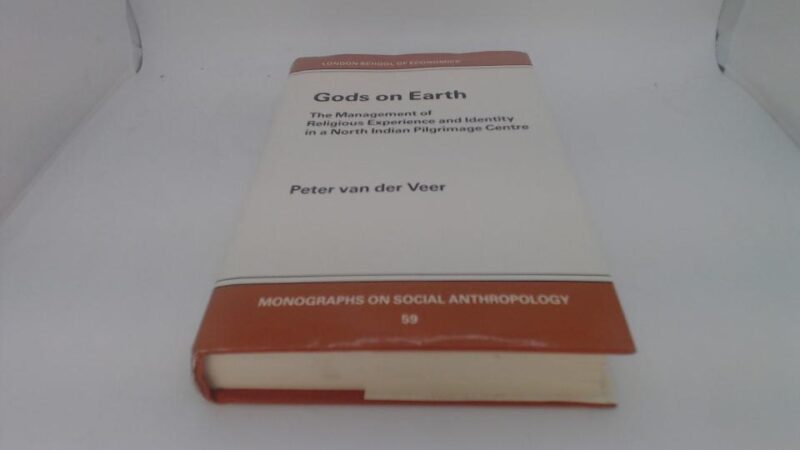 LONDON SCHOOL OF ECONOMICS
Gods on Earth
The Management of
Religious Experience and Identity
in a North Indian Pilgrimage Centre
Peter van der Veer
MONOGRAPHS ON SOCIAL ANTHROPOLOGY
59